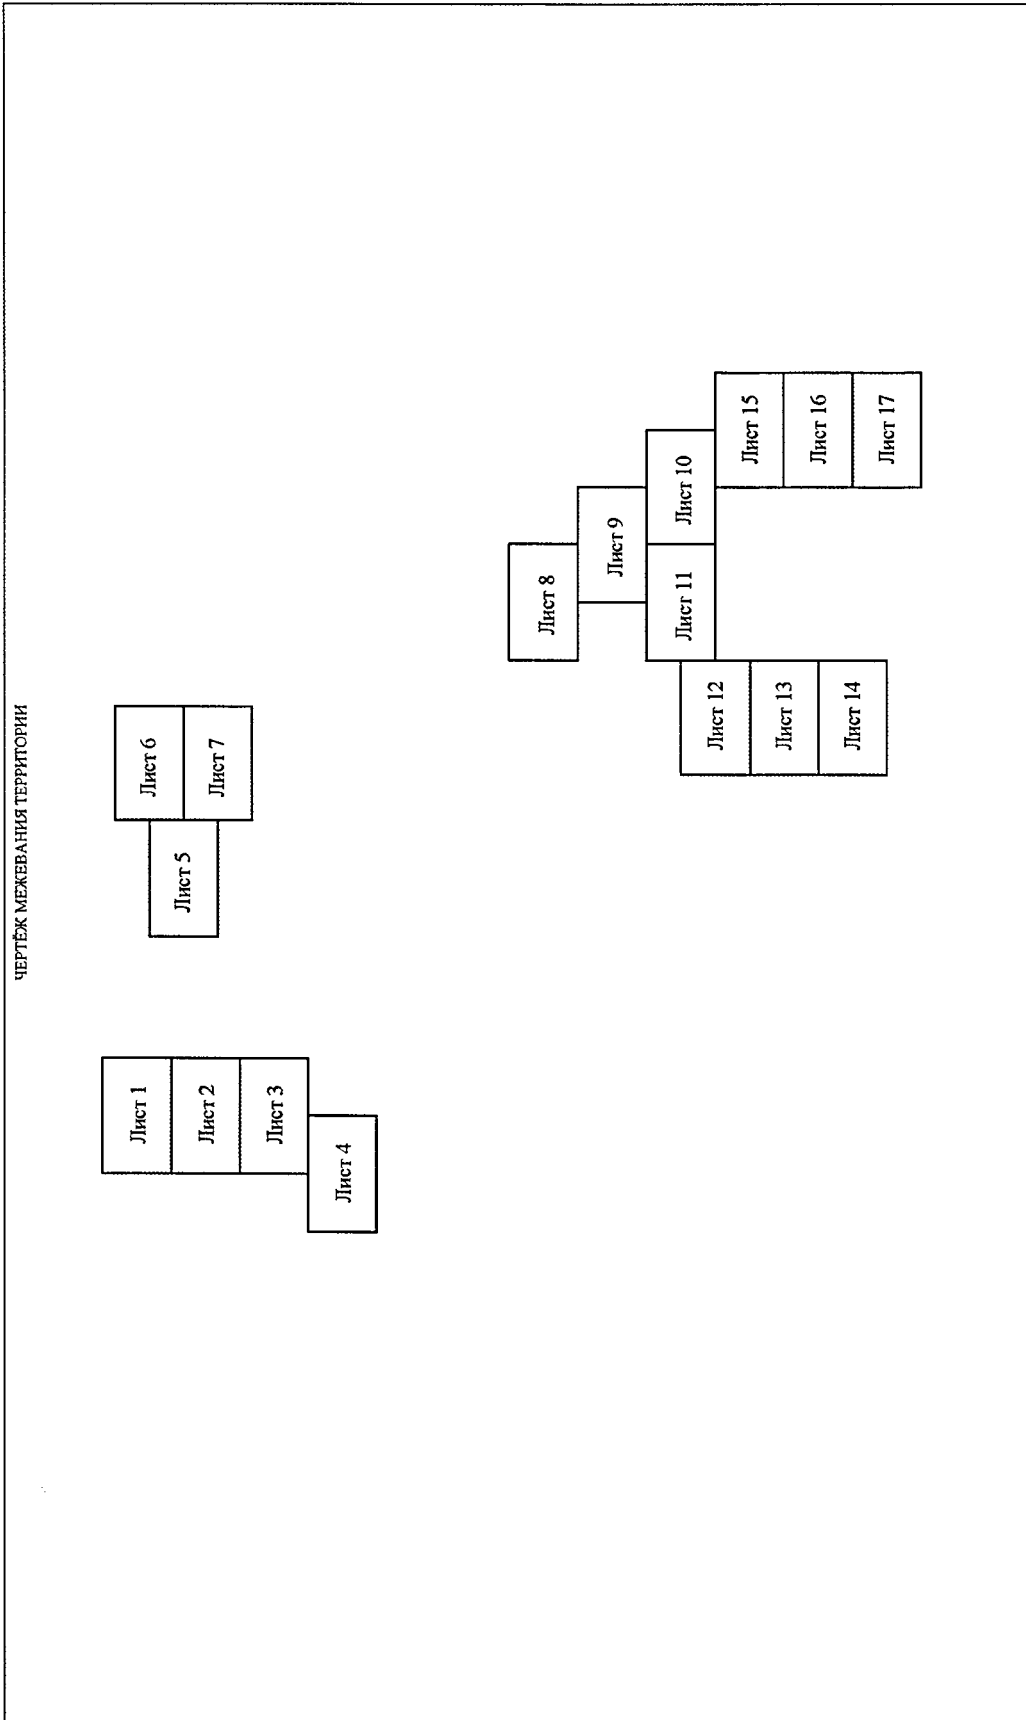 ЧЕРТЁЖ МЕЖЕВАНИЯ ТЕРРИТОРИИ
Лист 1
Лист 2
Лист 3
Лист 4
Лист 5
Лист 6
Лист 7
Лист 8
Лист 9
Лист 10
Лист 11
Лист 12
Лист 13
Лист 14
Лист 15
Лист 16
Лист 17